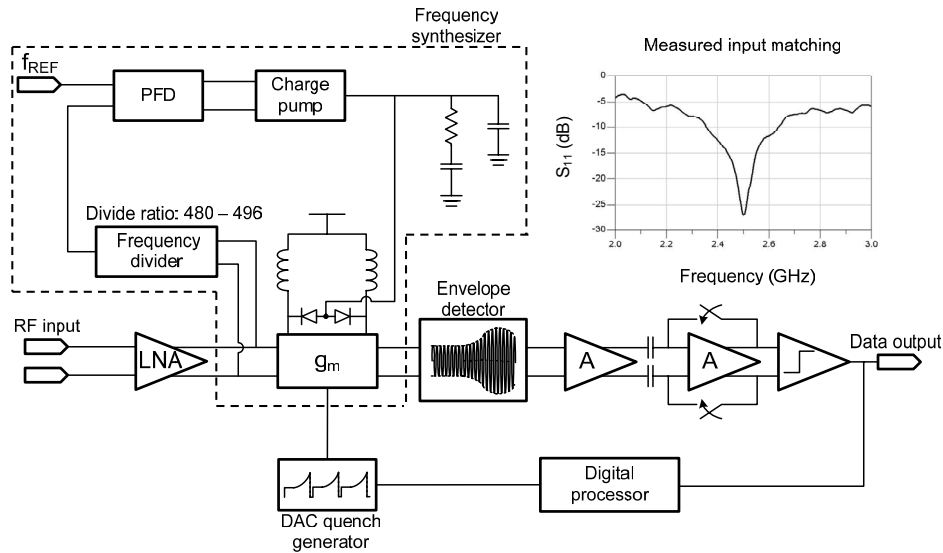 Frequency
synthesizer
fREF
PFD
Charge
pump
Divide ratio: 480 – 496
Frequency
divider
RF input
LNA
gm
Envelope
detector
A
A
Data output
DAC quench
generator
Digital
processor
Measured input matching
S11 (dB)
0
-5
-10
-15
-20
-25
-30
2.0
2.2
2.4
2.6
2.8
3.0
Frequency (GHz)